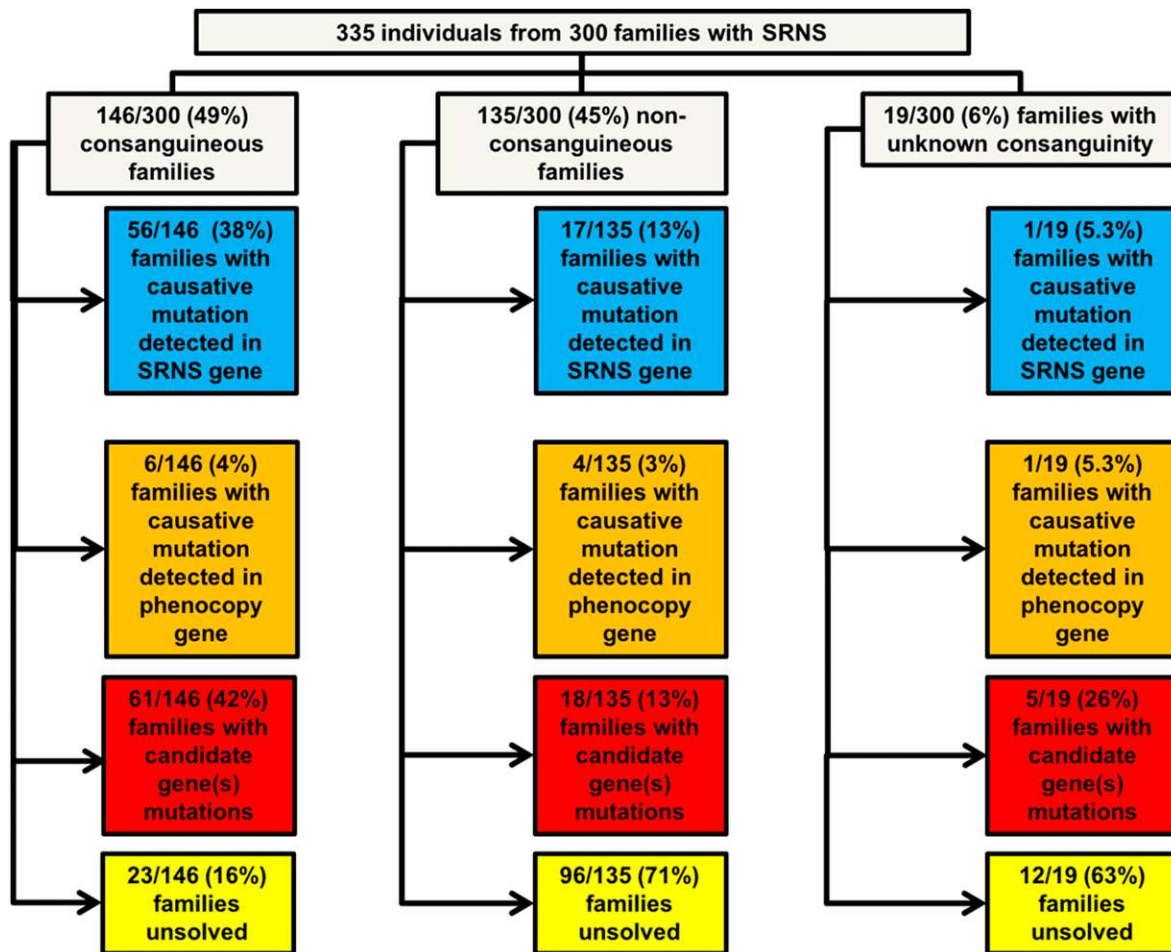 335 individuals from 300 families with SRNS
146/300 (49%)
consanguineous
families
135/300 (45%) non-
consanguineous
families
19/300 (6%) families with
unknown consanguinity
56/146 (38%)
families with
causative
mutation
detected in
SRNS gene
17/135 (13%)
families with
causative
mutation
detected in
SRNS gene
1/19 (5.3%)
families with
causative
mutation
detected in
SRNS gene
6/146 (4%)
families with
causative
mutation
detected in
phenocopy
gene
4/135 (3%)
families with
causative
mutation
detected in
phenocopy
gene
1/19 (5.3%)
families with
causative
mutation
detected in
phenocopy
gene
61/146 (42%)
families with
candidate
gene(s)
mutations
18/135 (13%)
families with
candidate
gene(s)
mutations
5/19 (26%)
families with
candidate
gene(s)
mutations
23/146 (16%)
families
unsolved
96/135 (71%)
families
unsolved
12/19 (63%)
families
unsolved